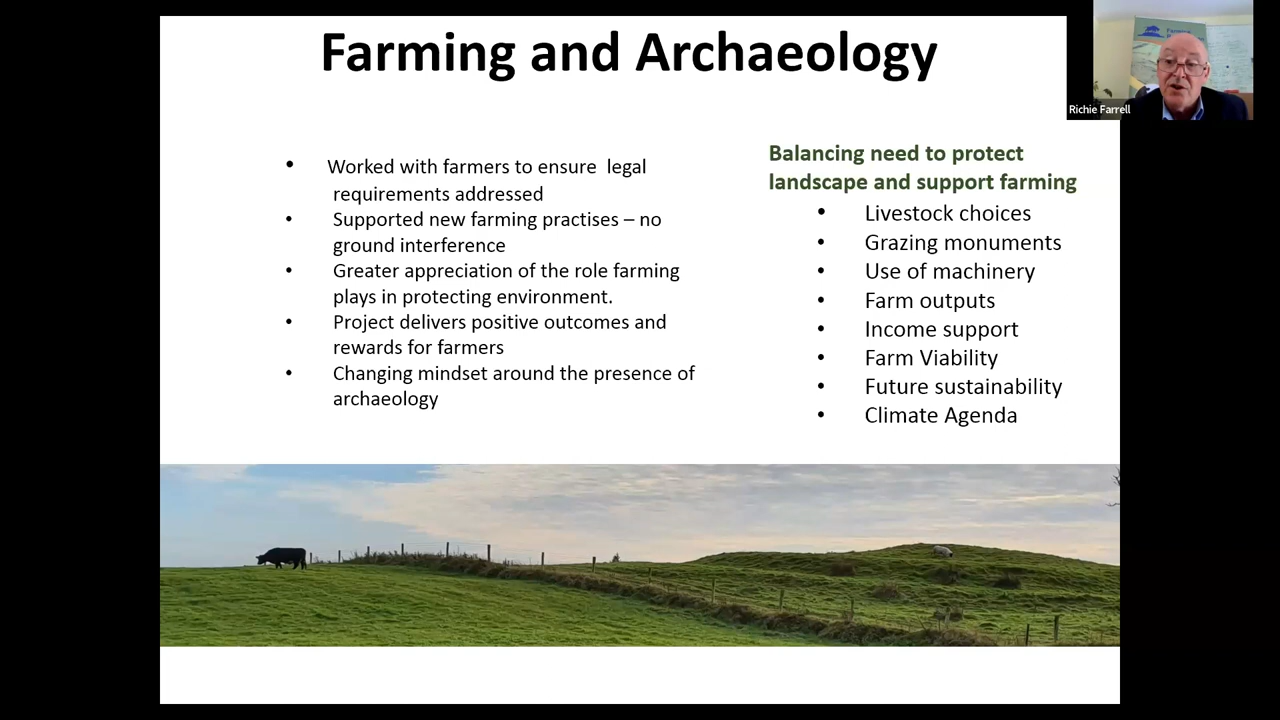 Farming and Archaeology
Richie Farrell
• Worked with farmers to ensure legal
requirements addressed
• Supported new farming practises – no
ground interference
• Greater appreciation of the role farming
plays in protecting environment.
• Project delivers positive outcomes and
rewards for farmers
• Changing mindset around the presence of
archaeology
Balancing need to protect
landscape and support farming
• Livestock choices
• Grazing monuments
• Use of machinery
• Farm outputs
• Income support
• Farm Viability
• Future sustainability
• Climate Agenda